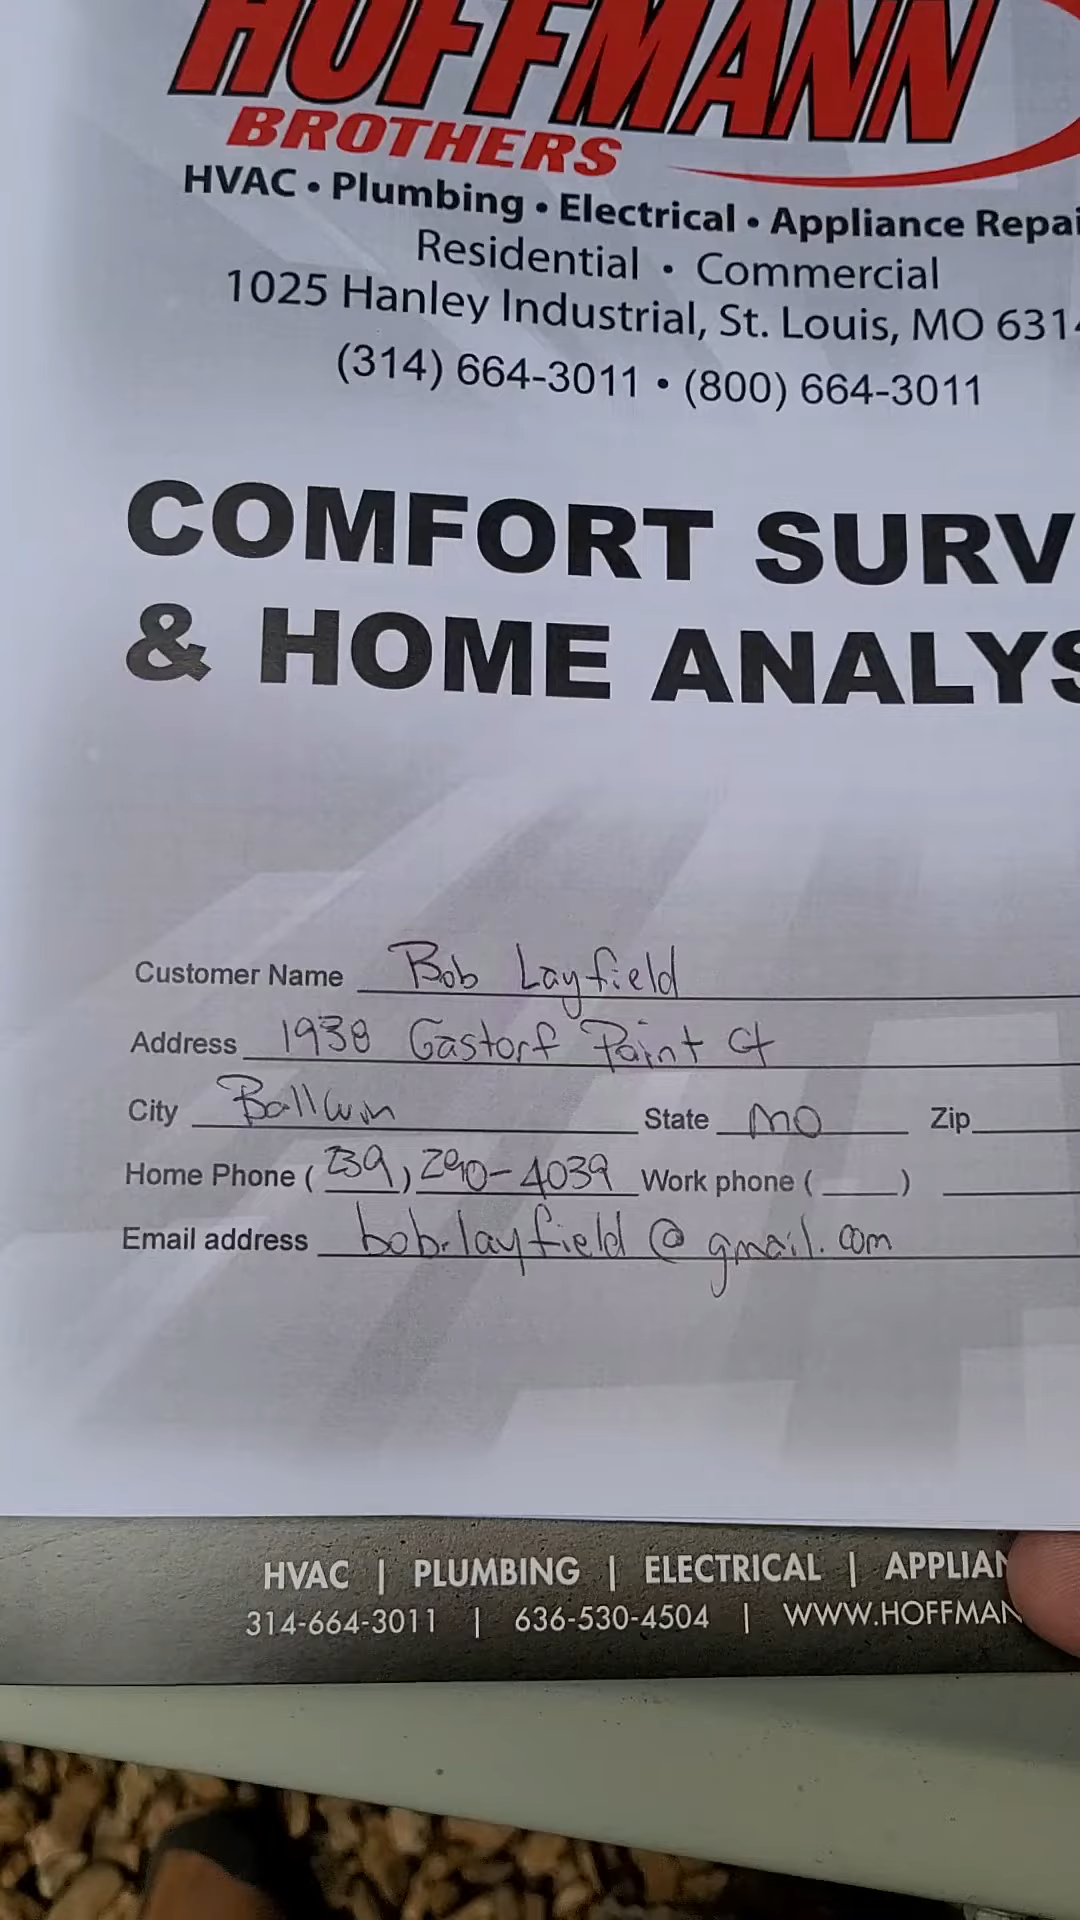 HOFFMANN
BROTHERS
HVAC • Plumbing • Electrical • Appliance Repai
Residential • Commercial
1025 Hanley Industrial, St. Louis, MO 6314
(314) 664-3011 • (800) 664-3011
COMFORT SURV
& HOME ANALYS
Customer Name Bob Layfield
Address 1938 Gastorf Point Ct
City Ballwin State MO Zip
Home Phone (239) 290-4039 Work phone ( )
Email address bob.layfield@gmail.com
HVAC | PLUMBING | ELECTRICAL | APPLIAN
314-664-3011 | 636-530-4504 | WWW.HOFFMAN